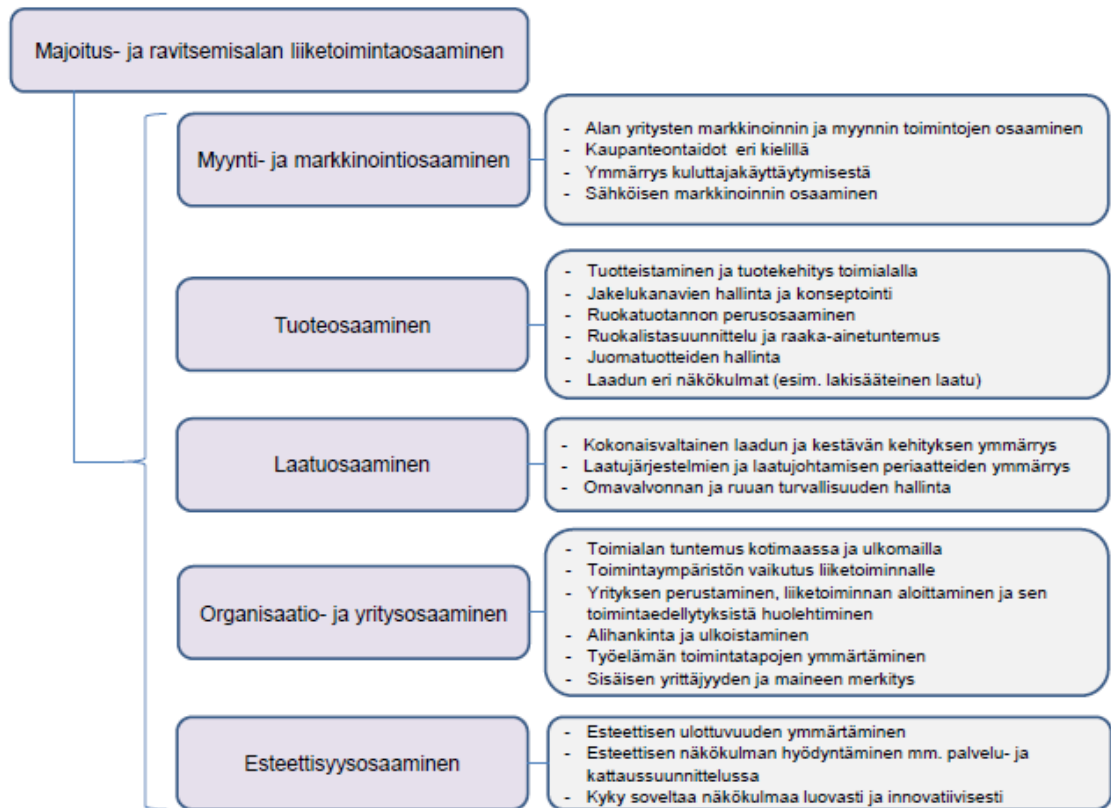 Majoitus- ja ravitsemisalan liiketoimintaosaaminen
Myynti- ja markkinointiosaaminen
- Alan yritysten markkinoinnin ja myynnin toimintojen osaaminen
- Kaupanteontaidot eri kielillä
- Ymmärrys kuluttajakäyttäytymisestä
- Sähköisen markkinoinnin osaaminen
Tuoteosaaminen
- Tuotteistaminen ja tuotekehitys toimialalla
- Jakelukanavien hallinta ja konseptointi
- Ruokatuotannon perusosaaminen
- Ruokalistasuunnittelu ja raaka-ainetuntemus
- Juomatuotteiden hallinta
- Laadun eri näkökulmat (esim. lakisääteinen laatu)
Laatuosaaminen
- Kokonaisvaltainen laadun ja kestävän kehityksen ymmärrys
- Laatujärjestelmien ja laatujohtamisen periaatteiden ymmärrys
- Omavalvonnan ja ruuan turvallisuuden hallinta
Organisaatio- ja yritysosaaminen
- Toimialan tuntemus kotimaassa ja ulkomailla
- Toimintaympäristön vaikutus liiketoiminnalle
- Yrityksen perustaminen, liiketoiminnan aloittaminen ja sen
toimintaedellytyksistä huolehtiminen
- Alihankinta ja ulkoistaminen
- Työelämän toimintatapojen ymmärtäminen
- Sisäisen yrittäjyyden ja maineen merkitys
Esteettisyysosaaminen
- Esteettisen ulottuvuuden ymmärtäminen
- Esteettisen näkökulman hyödyntäminen mm. palvelu- ja
kattaussuunnittelussa
- Kyky soveltaa näkökulmaa luovasti ja innovatiivisesti